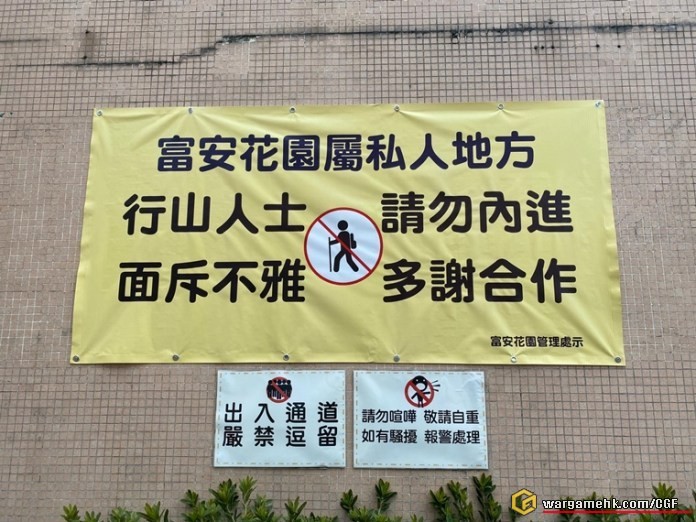 富安花園屬私人地方
行山人士 請勿內進
面斥不雅 多謝合作
富安花園管理處示
出入通道
嚴禁逗留
請勿喧嘩 敬請自重
如有騷擾 報警處理
wargamehk.com/CGF